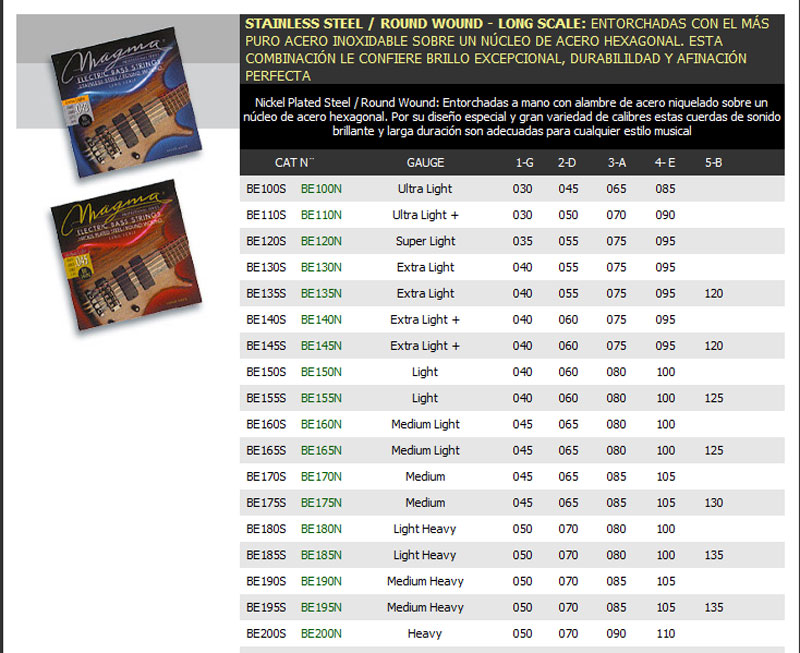 STAINLESS STEEL / ROUND WOUND - LONG SCALE: ENTORCHADAS CON EL MÁS
PURO ACERO INOXIDABLE SOBRE UN NÚCLEO DE ACERO HEXAGONAL. ESTA
COMBINACIÓN LE CONFIERE BRILLO EXCEPCIONAL, DURABILILDAD Y AFINACIÓN
PERFECTA
Nickel Plated Steel / Round Wound: Entorchadas a mano con alambre de acero niquelado sobre un
núcleo de acero hexagonal. Por su diseño especial y gran variedad de calibres estas cuerdas de sonido
brillante y larga duración son adecuadas para cualquier estilo musical
CAT N¨ GAUGE 1-G 2-D 3-A 4- E 5-B
BE100S BE100N Ultra Light 030 045 065 085
BE110S BE110N Ultra Light + 030 050 070 090
BE120S BE120N Super Light 035 055 075 095
BE130S BE130N Extra Light 040 055 075 095
BE135S BE135N Extra Light 040 055 075 095 120
BE140S BE140N Extra Light + 040 060 075 095
BE145S BE145N Extra Light + 040 060 075 095 120
BE150S BE150N Light 040 060 080 100
BE155S BE155N Light 040 060 080 100 125
BE160S BE160N Medium Light 045 065 080 100
BE165S BE165N Medium Light 045 065 080 100 125
BE170S BE170N Medium 045 065 085 105
BE175S BE175N Medium 045 065 085 105 130
BE180S BE180N Light Heavy 050 070 080 100
BE185S BE185N Light Heavy 050 070 080 100 135
BE190S BE190N Medium Heavy 050 070 085 105
BE195S BE195N Medium Heavy 050 070 085 105 135
BE200S BE200N Heavy 050 070 090 110
Magma
ELECTRIC BASS STRINGS
STAINLESS STEEL / ROUND WOUND
Magma
ELECTRIC BASS STRINGS
NICKEL PLATED STEEL / ROUND WOUND
LONG SCALE
045